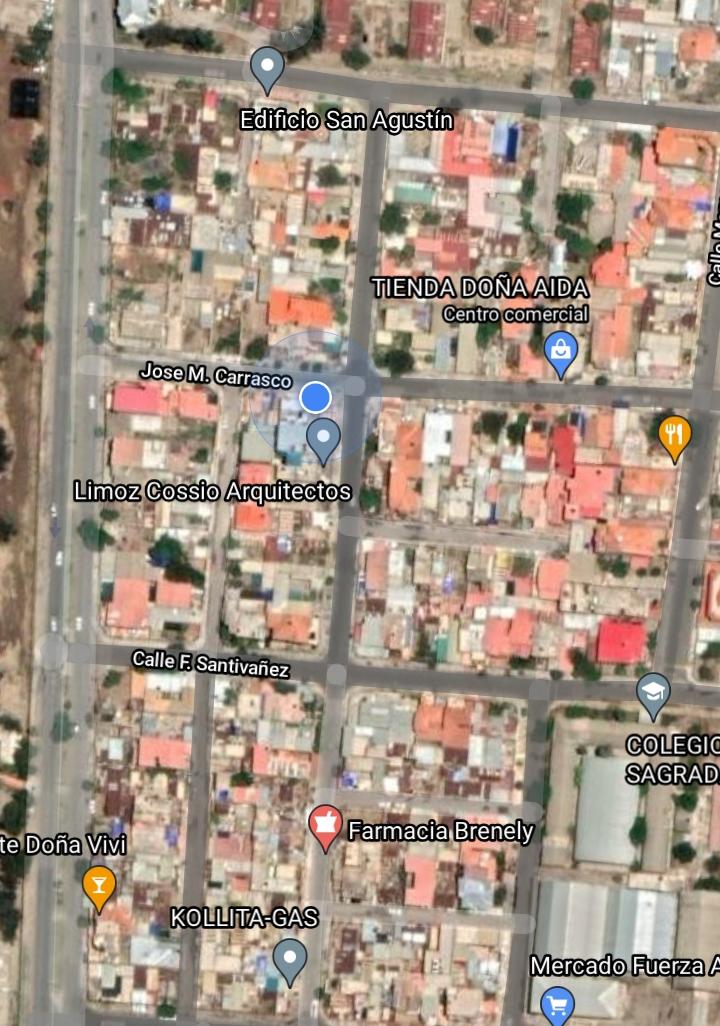 Edificio San Agustín
TIENDA DOÑA AIDA
Centro comercial
Jose M. Carrasco
Limoz Cossio Arquitectos
Calle F. Santivañez
COLEGIO
SAGRAD
Farmacia Brenely
te Doña Vivi
KOLLITA-GAS
Mercado Fuerza A